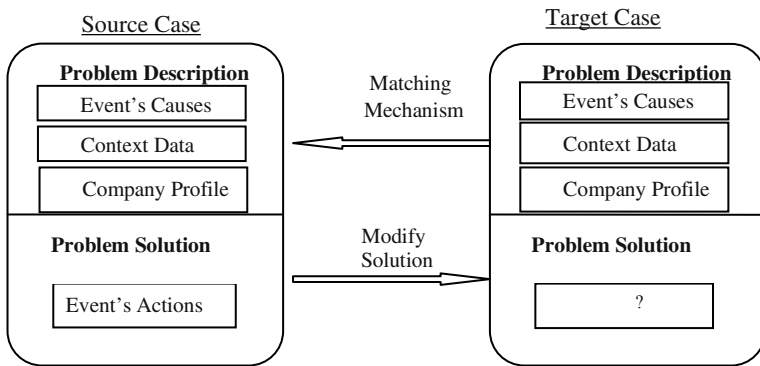 Source Case
Problem Description
Event's Causes
Context Data
Company Profile
Problem Solution
Event's Actions
Matching
Mechanism
Modify
Solution
Target Case
Problem Description
Event's Causes
Context Data
Company Profile
Problem Solution
?